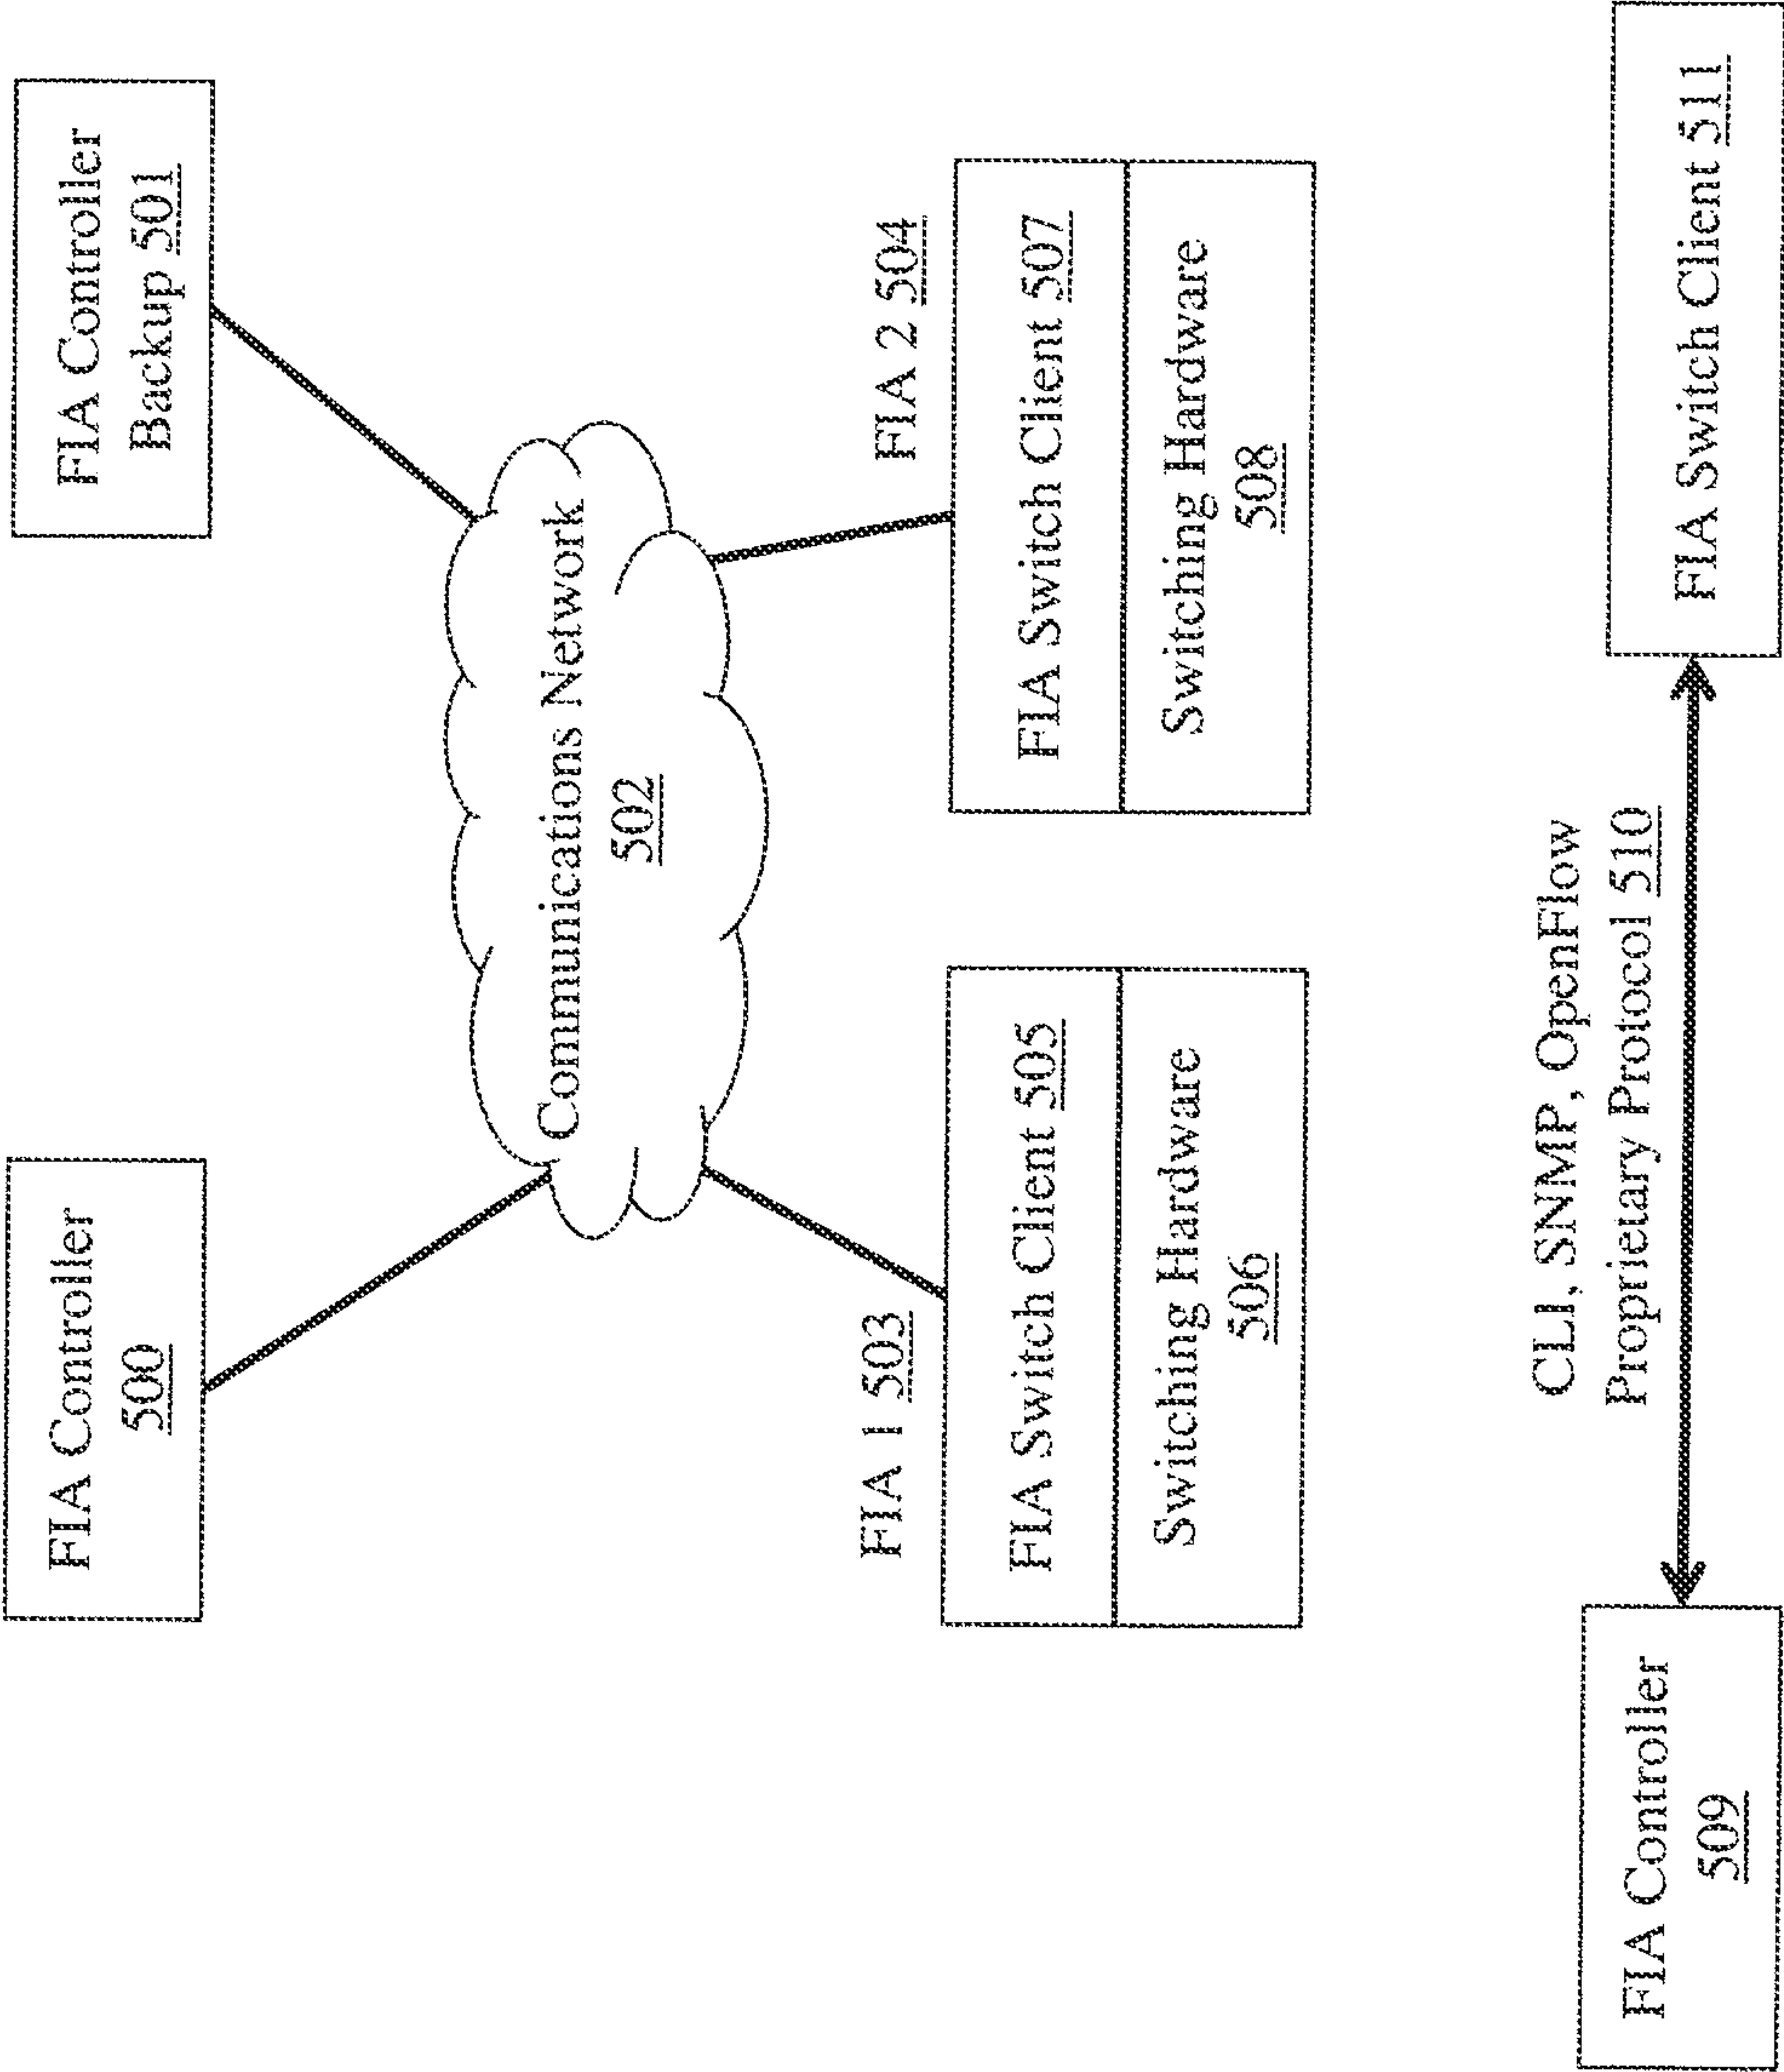 FIA Controller
500
FIA Controller
Backup 501
Communications Network
502
FIA 1 503
FIA 2 504
FIA Switch Client 505
Switching Hardware
506
FIA Switch Client 507
Switching Hardware
508
CLI, SNMP, OpenFlow
Proprietary Protocol 510
FIA Controller
509
FIA Switch Client 511